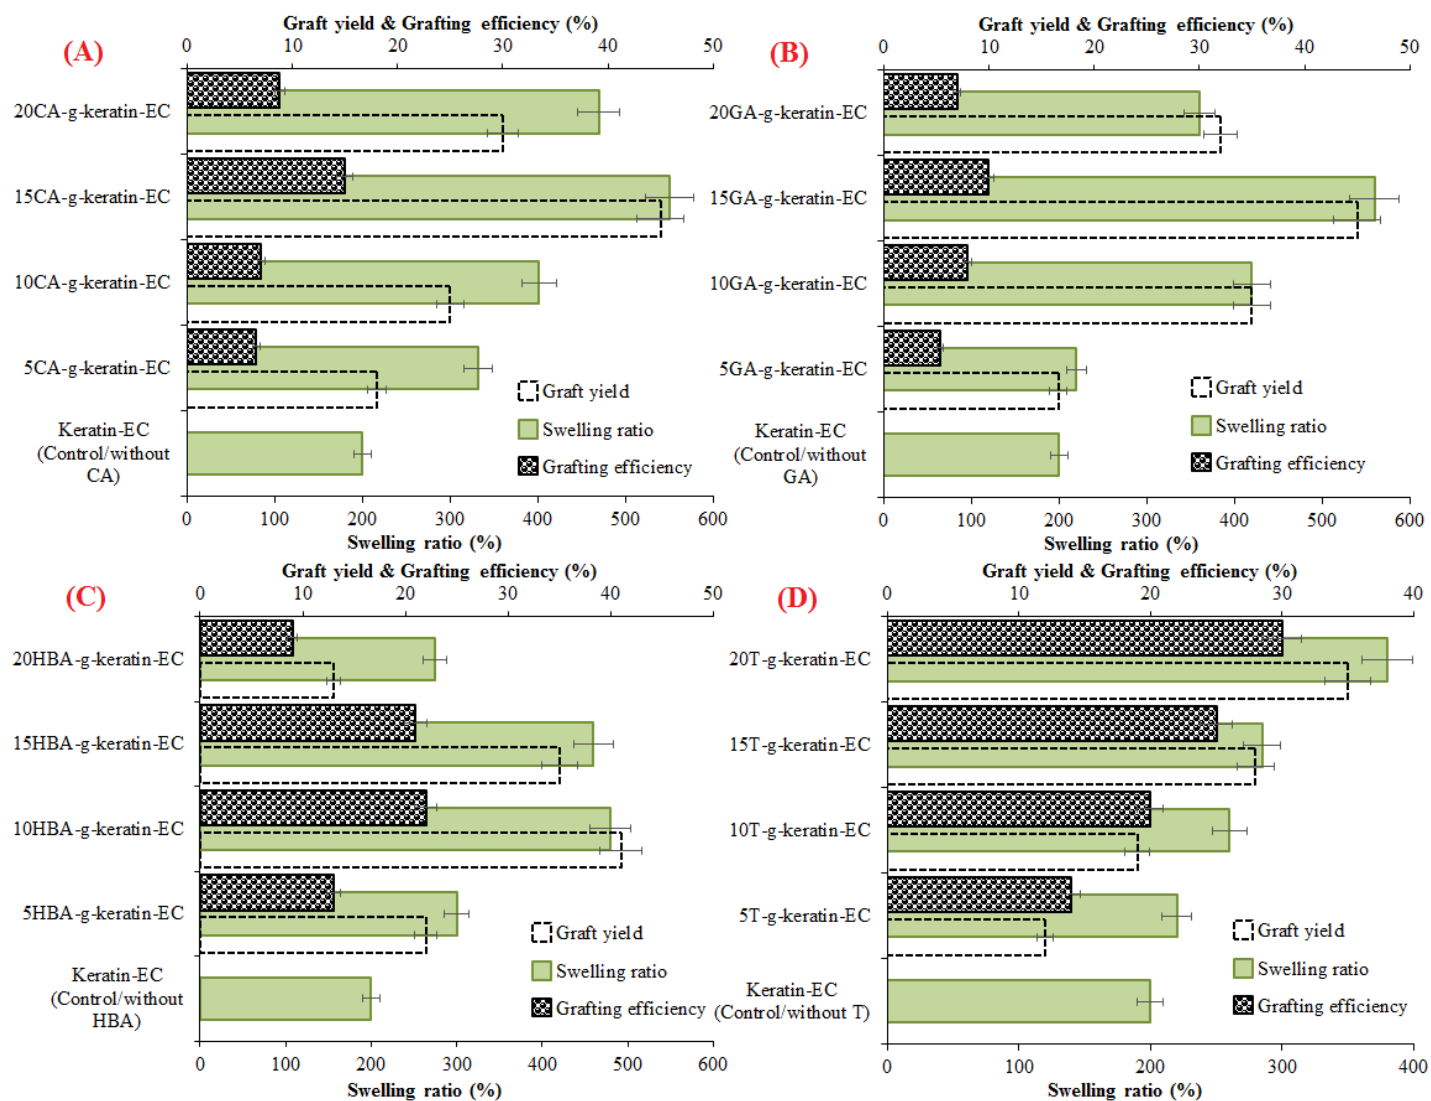 (A)
Graft yield & Grafting efficiency (%)
0 10 20 30 40 50
20CA-g-keratin-EC
15CA-g-keratin-EC
10CA-g-keratin-EC
5CA-g-keratin-EC
Keratin-EC
(Control/without
CA)
Graft yield
Swelling ratio
Grafting efficiency
0 100 200 300 400 500 600
Swelling ratio (%)
(B)
Graft yield & Grafting efficiency (%)
0 10 20 30 40 50
20GA-g-keratin-EC
15GA-g-keratin-EC
10GA-g-keratin-EC
5GA-g-keratin-EC
Keratin-EC
(Control/without
GA)
Graft yield
Swelling ratio
Grafting efficiency
0 100 200 300 400 500 600
Swelling ratio (%)
(C)
Graft yield & Grafting efficiency (%)
0 10 20 30 40 50
20HBA-g-keratin-EC
15HBA-g-keratin-EC
10HBA-g-keratin-EC
5HBA-g-keratin-EC
Keratin-EC
(Control/without
HBA)
Graft yield
Swelling ratio
Grafting efficiency
0 100 200 300 400 500 600
Swelling ratio (%)
(D)
Graft yield & Grafting efficiency (%)
0 10 20 30 40
20T-g-keratin-EC
15T-g-keratin-EC
10T-g-keratin-EC
5T-g-keratin-EC
Keratin-EC
(Control/without T)
Graft yield
Swelling ratio
Grafting efficiency
0 100 200 300 400
Swelling ratio (%)